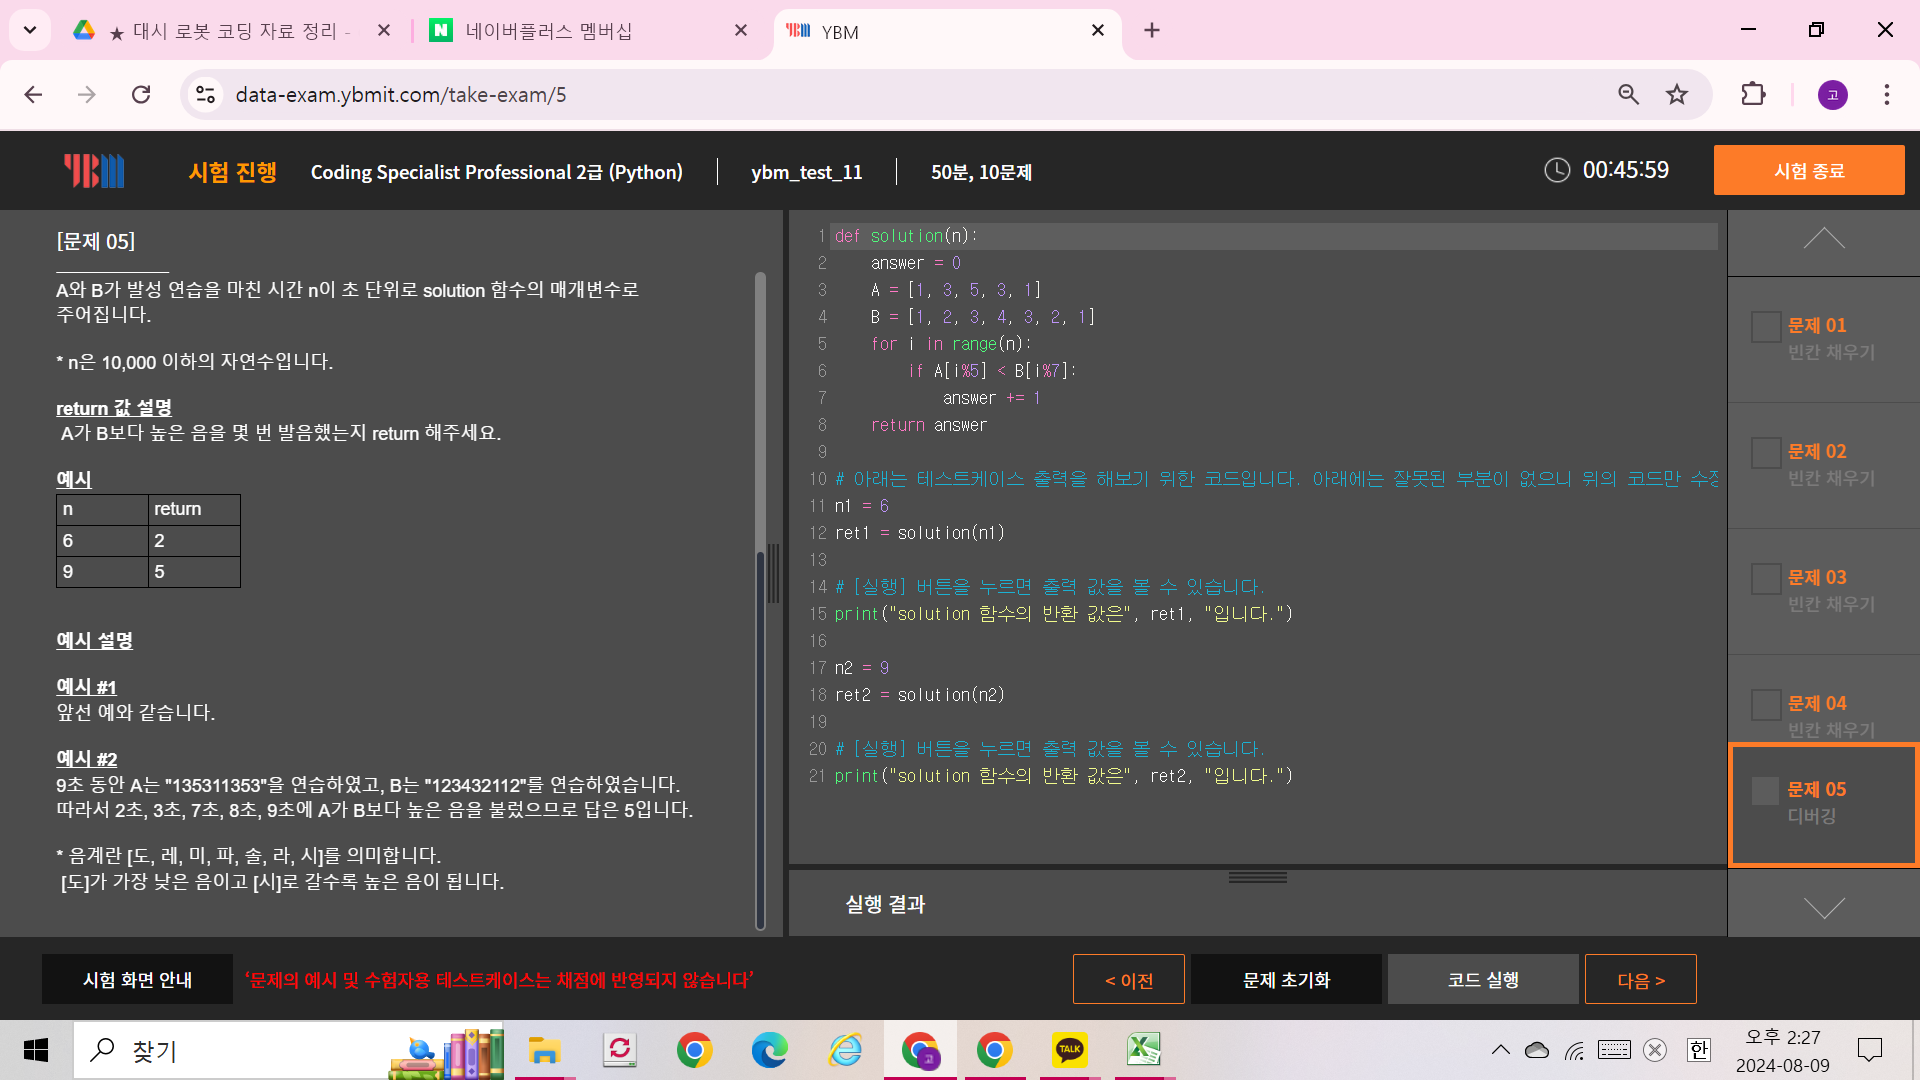 ★ 대시 로봇 코딩 자료 정리 -
네이버플러스 멤버십
YBM
data-exam.ybmit.com/take-exam/5
고
YBM
시험 진행
Coding Specialist Professional 2급 (Python)
ybm_test_11
50분, 10문제
00:45:59
시험 종료
[문제 05]
A와 B가 발성 연습을 마친 시간 n이 초 단위로 solution 함수의 매개변수로
주어집니다.
* n은 10,000 이하의 자연수입니다.
return 값 설명
A가 B보다 높은 음을 몇 번 발음했는지 return 해주세요.
예시
n return
6 2
9 5
예시 설명
예시 #1
앞선 예와 같습니다.
예시 #2
9초 동안 A는 "135311353"을 연습하였고, B는 "123432112"를 연습하였습니다.
따라서 2초, 3초, 7초, 8초, 9초에 A가 B보다 높은 음을 불렀으므로 답은 5입니다.
* 음계란 [도, 레, 미, 파, 솔, 라, 시]를 의미합니다.
[도]가 가장 낮은 음이고 [시]로 갈수록 높은 음이 됩니다.
1 def solution(n):
2 answer = 0
3 A = [1, 3, 5, 3, 1]
4 B = [1, 2, 3, 4, 3, 2, 1]
5 for i in range(n):
6 if A[i%5] < B[i%7]:
7 answer += 1
8 return answer
9
10 # 아래는 테스트케이스 출력을 해보기 위한 코드입니다. 아래에는 잘못된 부분이 없으니 위의 코드만 수정
11 n1 = 6
12 ret1 = solution(n1)
13
14 # [실행] 버튼을 누르면 출력 값을 볼 수 있습니다.
15 print("solution 함수의 반환 값은", ret1, "입니다.")
16
17 n2 = 9
18 ret2 = solution(n2)
19
20 # [실행] 버튼을 누르면 출력 값을 볼 수 있습니다.
21 print("solution 함수의 반환 값은", ret2, "입니다.")
실행 결과
문제 01
빈칸 채우기
문제 02
빈칸 채우기
문제 03
빈칸 채우기
문제 04
빈칸 채우기
문제 05
디버깅
시험 화면 안내
‘문제의 예시 및 수험자용 테스트케이스는 채점에 반영되지 않습니다’
< 이전
문제 초기화
코드 실행
다음 >
찾기
TALK
한
오후 2:27
2024-08-09